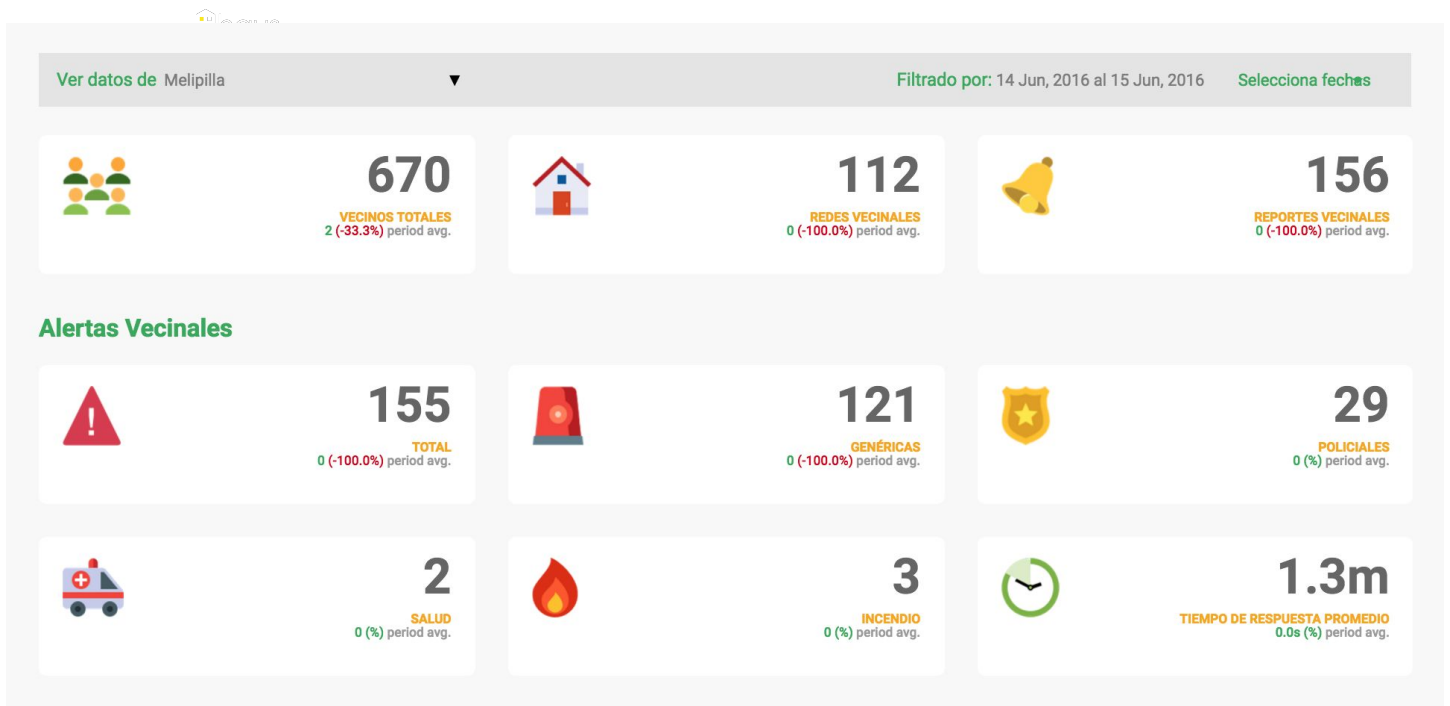 Ver datos de Melipilla ▼ Filtrado por: 14 Jun, 2016 al 15 Jun, 2016 Selecciona fechas
670
VECINOS TOTALES
2 (-33.3%) period avg.
112
REDES VECINALES
0 (-100.0%) period avg.
156
REPORTES VECINALES
0 (-100.0%) period avg.
Alertas Vecinales
155
TOTAL
0 (-100.0%) period avg.
121
GENÉRICAS
0 (-100.0%) period avg.
29
POLICIALES
0 (%) period avg.
2
SALUD
0 (%) period avg.
3
INCENDIO
0 (%) period avg.
1.3m
TIEMPO DE RESPUESTA PROMEDIO
0.0s (%) period avg.